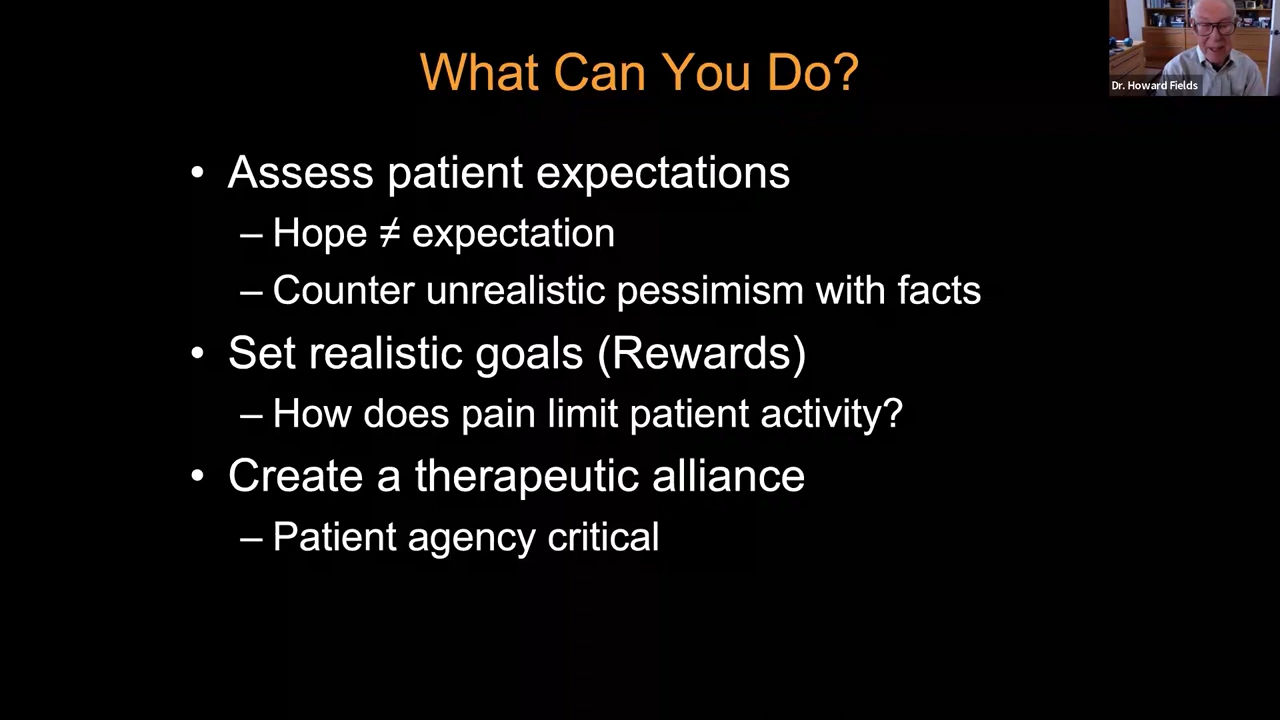 What Can You Do?
Dr. Howard Fields
• Assess patient expectations
– Hope ≠ expectation
– Counter unrealistic pessimism with facts
• Set realistic goals (Rewards)
– How does pain limit patient activity?
• Create a therapeutic alliance
– Patient agency critical